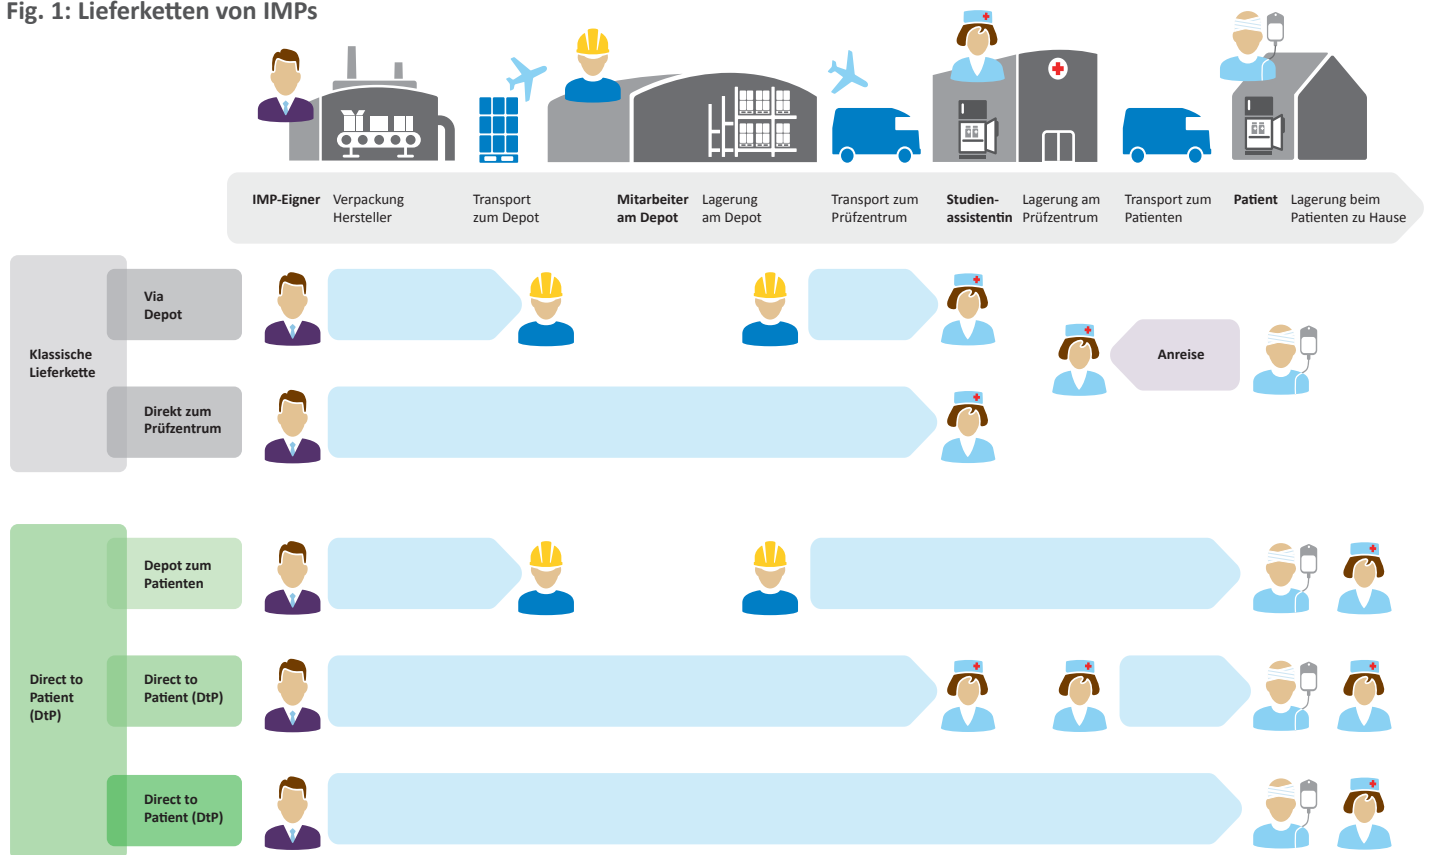 Fig. 1: Lieferketten von IMPs
IMP-Eigner
Verpackung
Hersteller
Transport
zum Depot
Mitarbeiter
am Depot
Lagerung
am Depot
Transport zum
Prüfzentrum
Studien-
assistentin
Lagerung am
Prüfzentrum
Transport zum
Patienten
Patient
Lagerung beim
Patienten zu Hause
Klassische
Lieferkette
Via
Depot
Anreise
Direkt zum
Prüfzentrum
Direct to
Patient
(DtP)
Depot zum
Patienten
Direct to
Patient (DtP)
Direct to
Patient (DtP)